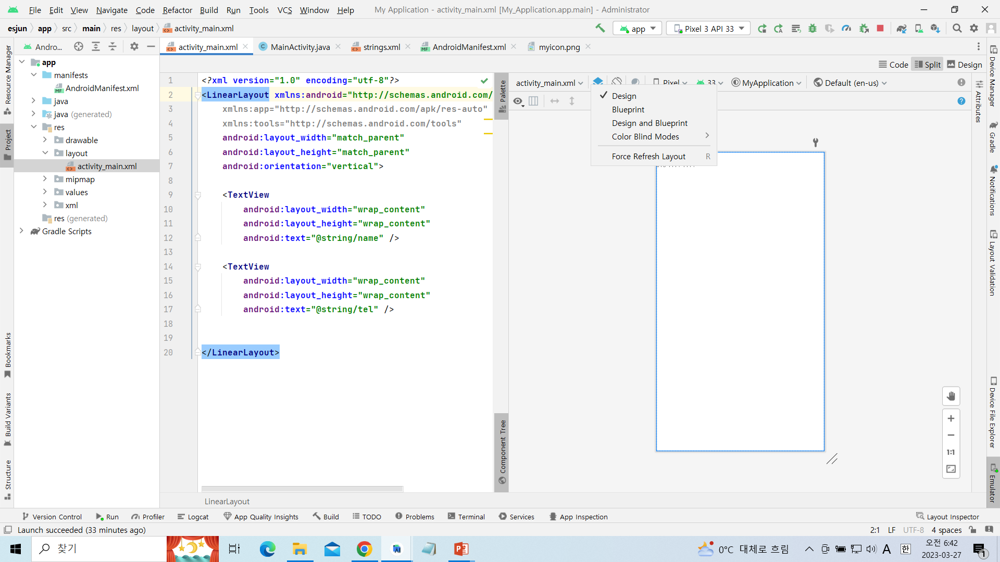 File Edit View Navigate Code Refactor Build Run Tools VCS Window Help My Application - activity_main.xml [My_Application.app.main] - Administrator
esjun app src main res layout activity_main.xml
app Pixel 3 API 33
Andro...
activity_main.xml MainActivity.java strings.xml AndroidManifest.xml myicon.png
Code Split Design
Resource Manager
Project
Bookmarks
Build Variants
Structure
app
manifests
AndroidManifest.xml
java
java (generated)
res
drawable
layout
activity_main.xml
mipmap
values
xml
res (generated)
Gradle Scripts
1 <?xml version="1.0" encoding="utf-8"?>
2 <LinearLayout xmlns:android="http://schemas.android.com/
3 xmlns:app="http://schemas.android.com/apk/res-auto"
4 xmlns:tools="http://schemas.android.com/tools"
5 android:layout_width="match_parent"
6 android:layout_height="match_parent"
7 android:orientation="vertical">
8
9 <TextView
10 android:layout_width="wrap_content"
11 android:layout_height="wrap_content"
12 android:text="@string/name" />
13
14 <TextView
15 android:layout_width="wrap_content"
16 android:layout_height="wrap_content"
17 android:text="@string/tel" />
18
19
20 </LinearLayout>
LinearLayout
Palette
Component Tree
activity_main.xml Pixel 33 MyApplication Default (en-us)
Design
Blueprint
Design and Blueprint
Color Blind Modes
Force Refresh Layout R
1:1
Attributes
Device Manager
Gradle
Notifications
Layout Validation
Device File Explorer
Emulator
Version Control Run Profiler Logcat App Quality Insights Build TODO Problems Terminal Services App Inspection Layout Inspector
Launch succeeded (33 minutes ago) 2:1 LF UTF-8 4 spaces
찾기
0°C 대체로 흐림 A 한 오전 6:42
2023-03-27
1